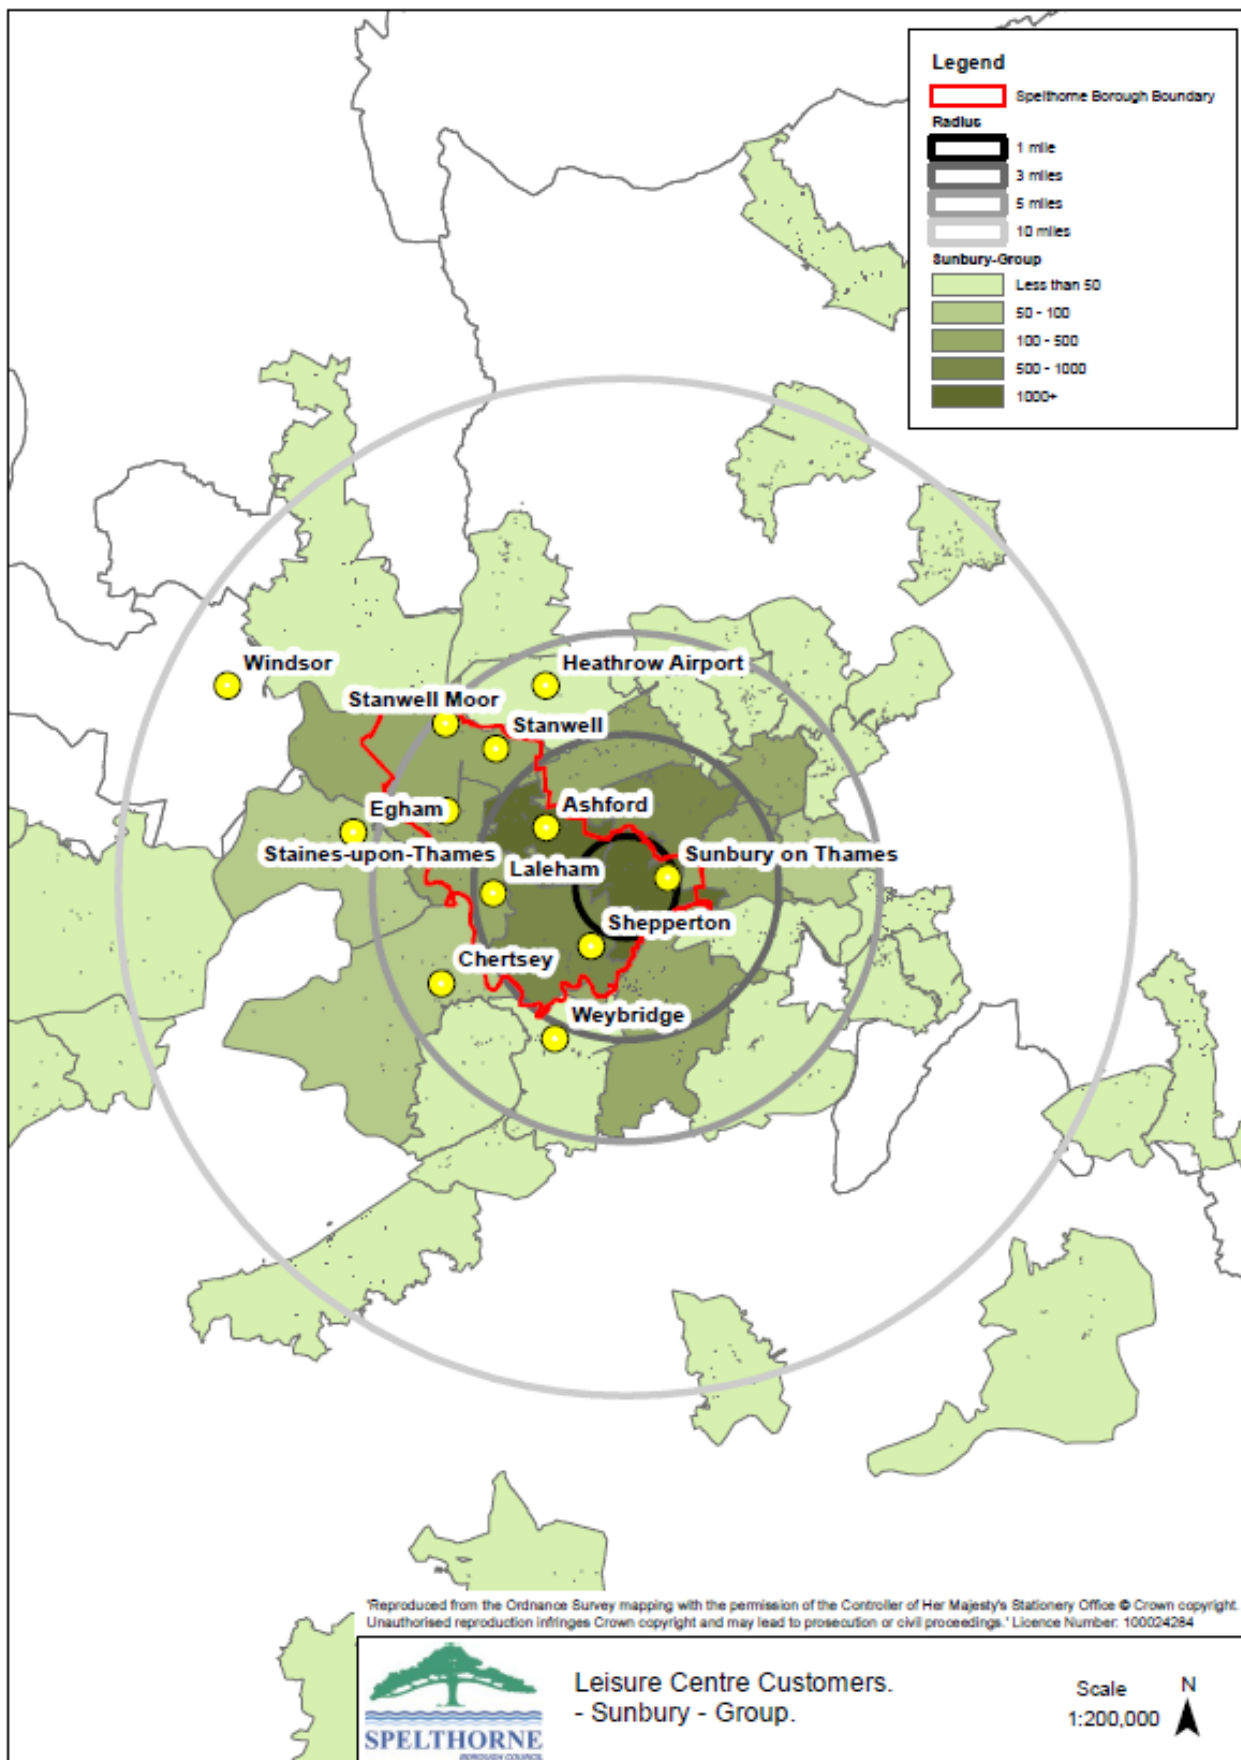 Legend
Spelthorne Borough Boundary
Radius
1 mile
3 miles
5 miles
10 miles
Sunbury-Group
Less than 50
50 - 100
100 - 500
500 - 1000
1000+
Windsor
Heathrow Airport
Stanwell Moor
Stanwell
Egham
Ashford
Staines-upon-Thames
Laleham
Sunbury on Thames
Shepperton
Chertsey
Weybridge
'Reproduced from the Ordnance Survey mapping with the permission of the Controller of Her Majesty's Stationery Office © Crown copyright.
Unauthorised reproduction infringes Crown copyright and may lead to prosecution or civil proceedings.' Licence Number: 100024284
SPELTHORNE
BOROUGH COUNCIL
Leisure Centre Customers.
- Sunbury - Group.
Scale
1:200,000
N